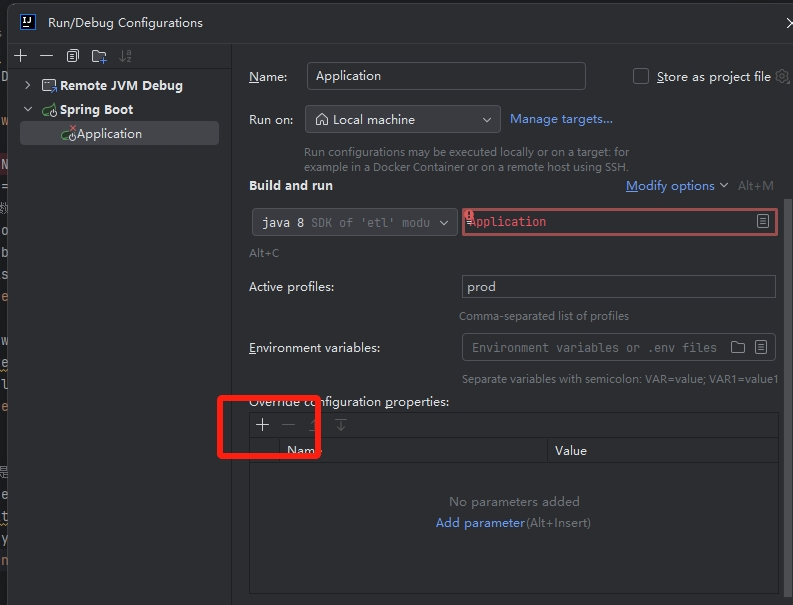 IJ Run/Debug Configurations
Remote JVM Debug
Spring Boot
Application
Name: Application
Store as project file
Run on: Local machine
Manage targets...
Run configurations may be executed locally or on a target: for
example in a Docker Container or on a remote host using SSH.
Build and run
Modify options Alt+M
java 8 SDK of 'etl' modu
Application
Alt+C
Active profiles: prod
Comma-separated list of profiles
Environment variables: Environment variables or .env files
Separate variables with semicolon: VAR=value; VAR1=value1
Override configuration properties:
Name Value
No parameters added
Add parameter(Alt+Insert)